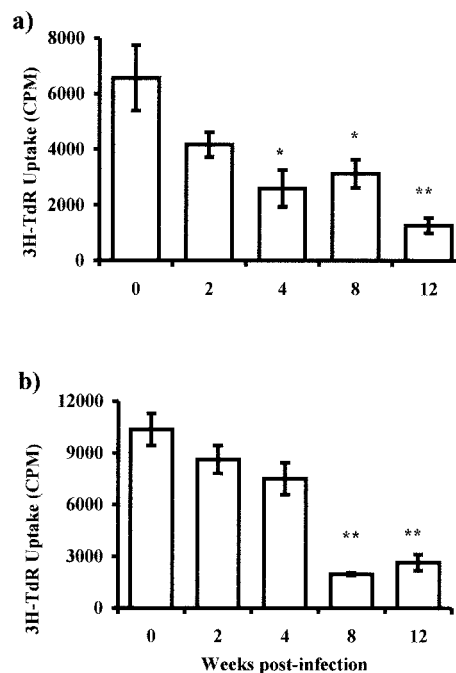 a)
3H-TdR Uptake (CPM)
8000
6000
4000
2000
0
*
*
**
0 2 4 8 12
b)
3H-TdR Uptake (CPM)
12000
9000
6000
3000
0
**
**
0 2 4 8 12
Weeks post-infection